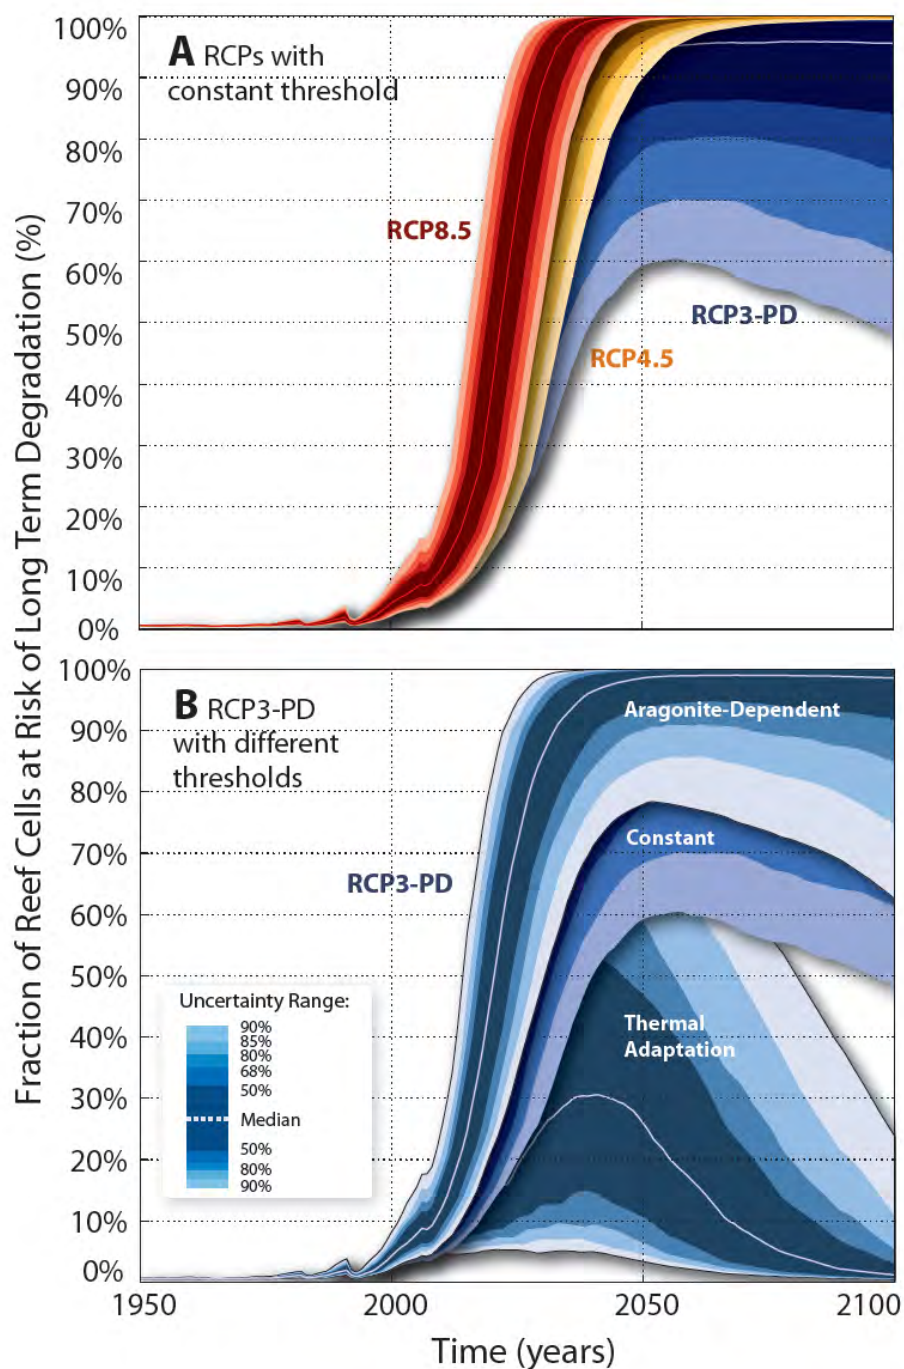 Fraction of Reef Cells at Risk of Long Term Degradation (%)
100%
90%
80%
70%
60%
50%
40%
30%
20%
10%
0%
A RCPs with
constant threshold
RCP8.5
RCP3-PD
RCP4.5
100%
90%
80%
70%
60%
50%
40%
30%
20%
10%
0%
B RCP3-PD
with different
thresholds
Aragonite-Dependent
Constant
RCP3-PD
Thermal
Adaptation
Uncertainty Range:
90%
85%
80%
68%
50%
Median
50%
80%
90%
1950
2000
2050
2100
Time (years)